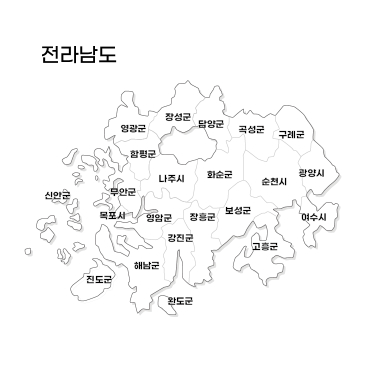 전라남도
장성군
담양군
영광군
곡성군
구례군
함평군
나주시
화순군
순천시
광양시
신안군
무안군
목포시
영암군
장흥군
보성군
여수시
강진군
고흥군
해남군
진도군
완도군